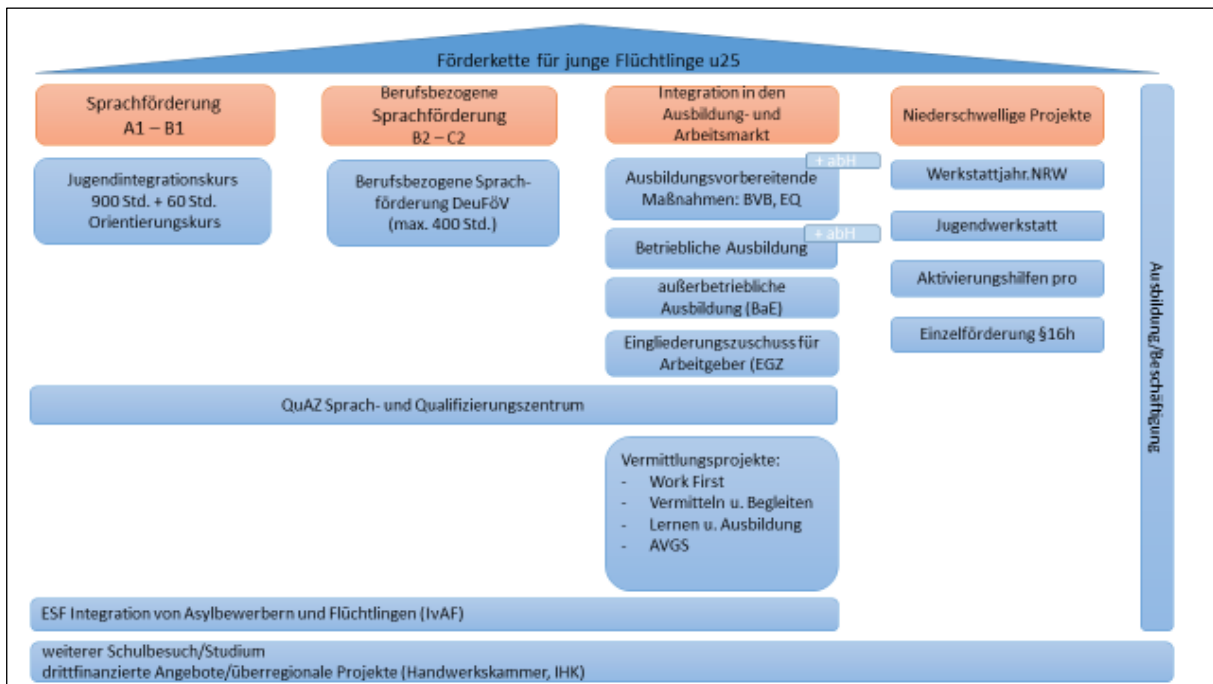 Förderkette für junge Flüchtlinge u25
Sprachförderung
A1 – B1
Berufsbezogene
Sprachförderung
B2 – C2
Integration in den
Ausbildung- und
Arbeitsmarkt
Niederschwellige Projekte
Jugendintegrationskurs
900 Std. + 60 Std.
Orientierungskurs
Berufsbezogene Sprach-
förderung DeuFöV
(max. 400 Std.)
+ abH
Ausbildungsvorbereitende
Maßnahmen: BVB, EQ
+ abH
Betriebliche Ausbildung
außerbetriebliche
Ausbildung (BaE)
Eingliederungszuschuss für
Arbeitgeber (EGZ
Werkstattjahr.NRW
Jugendwerkstatt
Aktivierungshilfen pro
Einzelförderung §16h
Ausbildung/Beschäftigung
QuAZ Sprach- und Qualifizierungszentrum
Vermittlungsprojekte:
- Work First
- Vermitteln u. Begleiten
- Lernen u. Ausbildung
- AVGS
ESF Integration von Asylbewerbern und Flüchtlingen (IvAF)
weiterer Schulbesuch/Studium
drittfinanzierte Angebote/überregionale Projekte (Handwerkskammer, IHK)